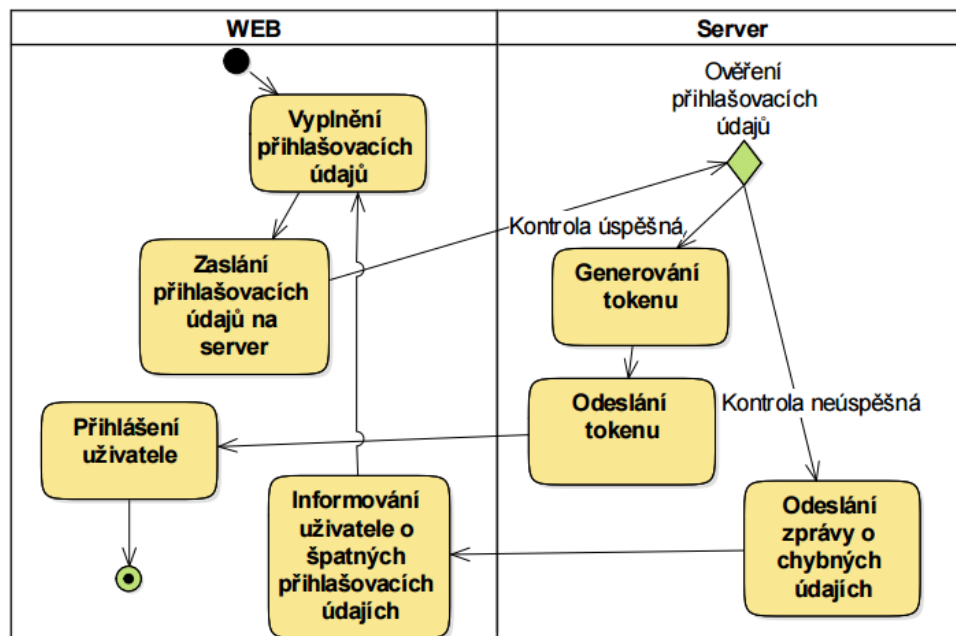 WEB
Server
Vyplnění
přihlašovacích
údajů
Ověření
přihlašovacích
údajů
Kontrola úspěšná
Zaslání
přihlašovacích
údajů na
server
Generování
tokenu
Přihlášení
uživatele
Odeslání
tokenu
Kontrola neúspěšná
Informování
uživatele o
špatných
přihlašovacích
údajích
Odeslání
zprávy o
chybných
údajích